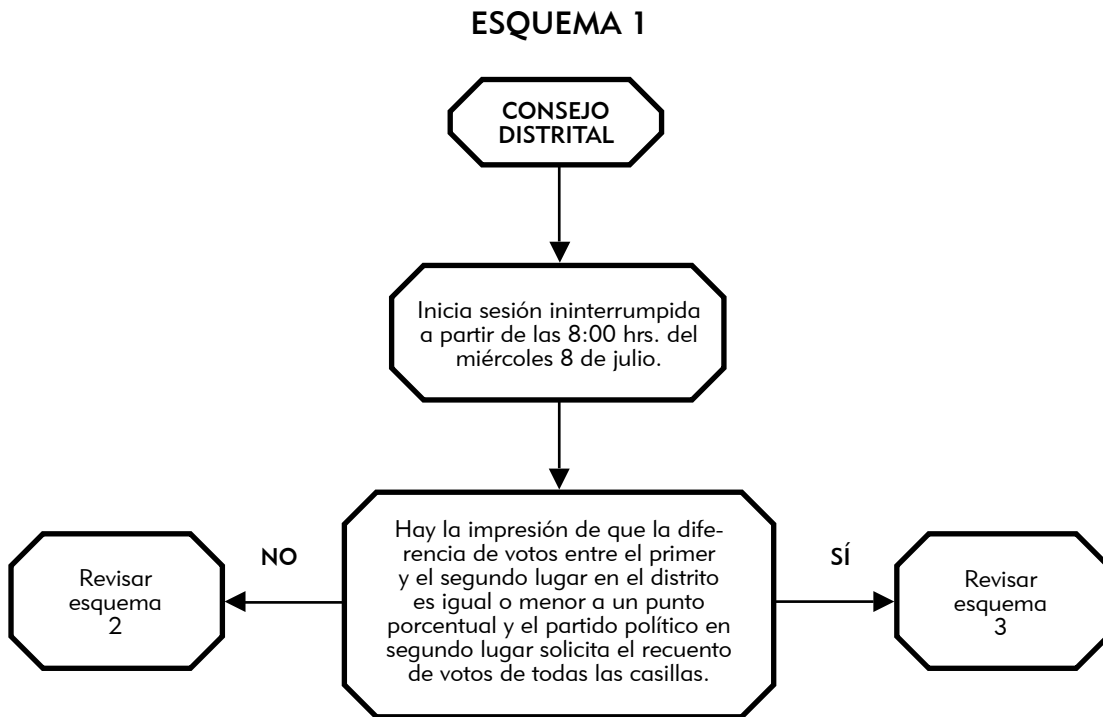 ESQUEMA 1
CONSEJO
DISTRITAL
Inicia sesión ininterrumpida
a partir de las 8:00 hrs. del
miércoles 8 de julio.
Hay la impresión de que la dife-
rencia de votos entre el primer
y el segundo lugar en el distrito
es igual o menor a un punto
porcentual y el partido político en
segundo lugar solicita el recuento
de votos de todas las casillas.
NO
Revisar
esquema
2
SÍ
Revisar
esquema
3